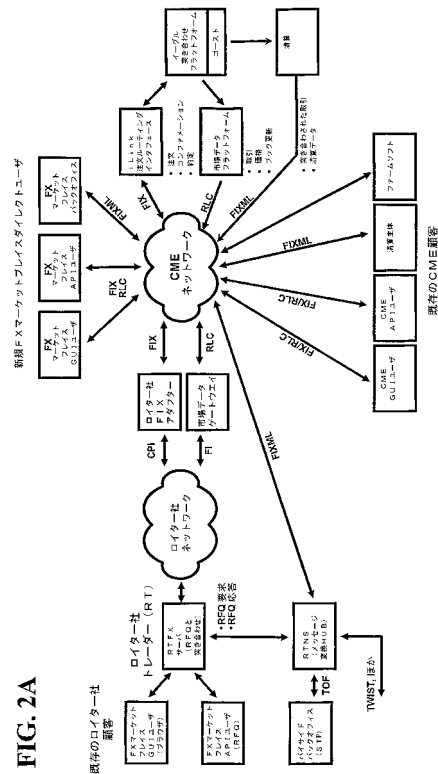 FIG. 2A
既存のロイター社
顧客
FXマーケット
プレイス
GUIユーザ
(ブラウザ)
FXマーケット
プレイス
APIユーザ
(RFQ)
バイサイド
バックオフィス
(STP)
ロイター社
トレーダー(RT)
RTFX
サーバ
(RFQと
突き合わせ)
・RFQ要求
・RFQ応答
RTNS
(メッセージ
変換HUB)
TOF
TWIST, ほか
ロイター社
ネットワーク
CPi
FI
ロイター社
FIX
アダプター
市場データ
ゲートウエイ
FIX
RLC
FIXML
CME
ネットワーク
新規FXマーケットプレイスダイレクトユーザ
FX
マーケット
プレイス
GUIユーザ
FX
マーケット
プレイス
APIユーザ
FX
マーケット
プレイス
バックオフィス
FIX
RLC
FIXML
FIX
RLC
FIXML
iLink
注文ルーティング
インタフェース
・注文
・コンファメーション
・約定
市場データ
プラットフォーム
・取引
・価格
・ブック更新
イーグル
突き合わせ
プラットフォーム
ゴースト
清算
・突き合わされた取引
・清算データ
FIX/RLC
FIX/RLC
FIXML
CME
GUIユーザ
CME
APIユーザ
清算主体
ファームソフト
既存のCME顧客